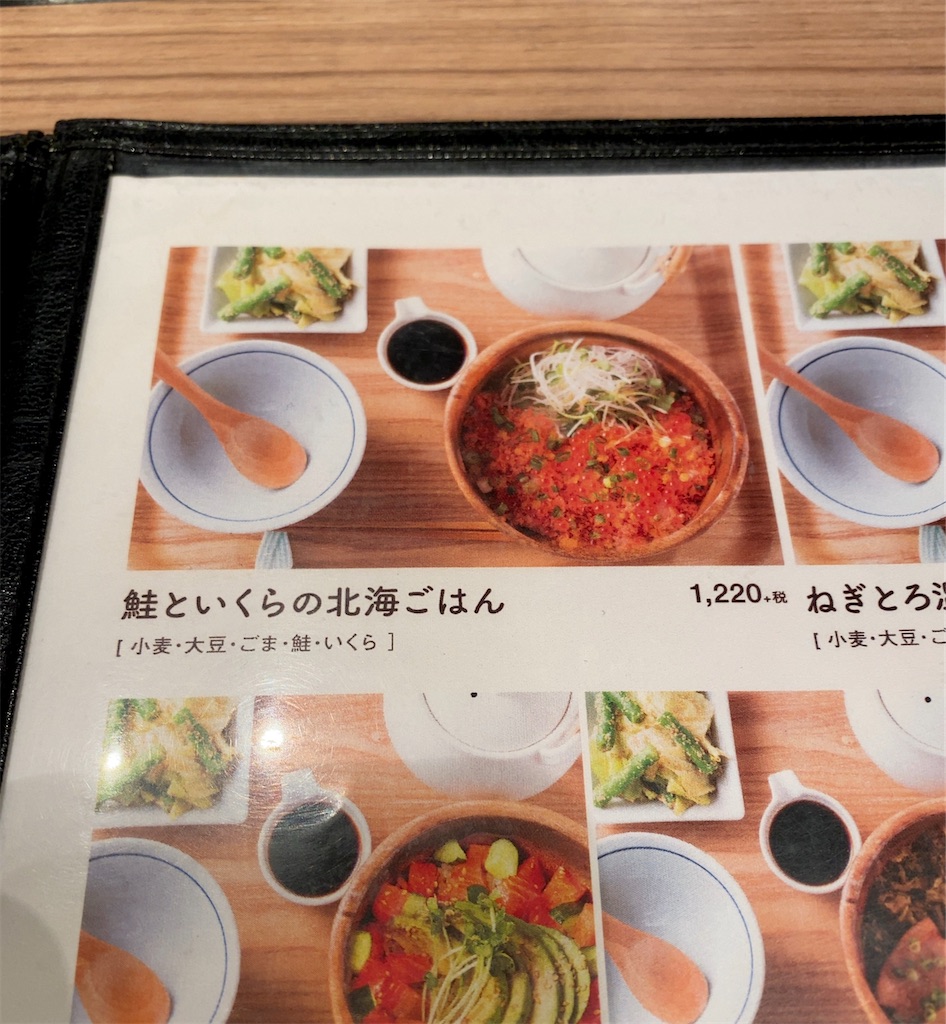 鮭といくらの北海ごはん 1,220+税
[ 小麦・大豆・ごま・鮭・いくら ]
ねぎとろ
[ 小麦・大豆・ご